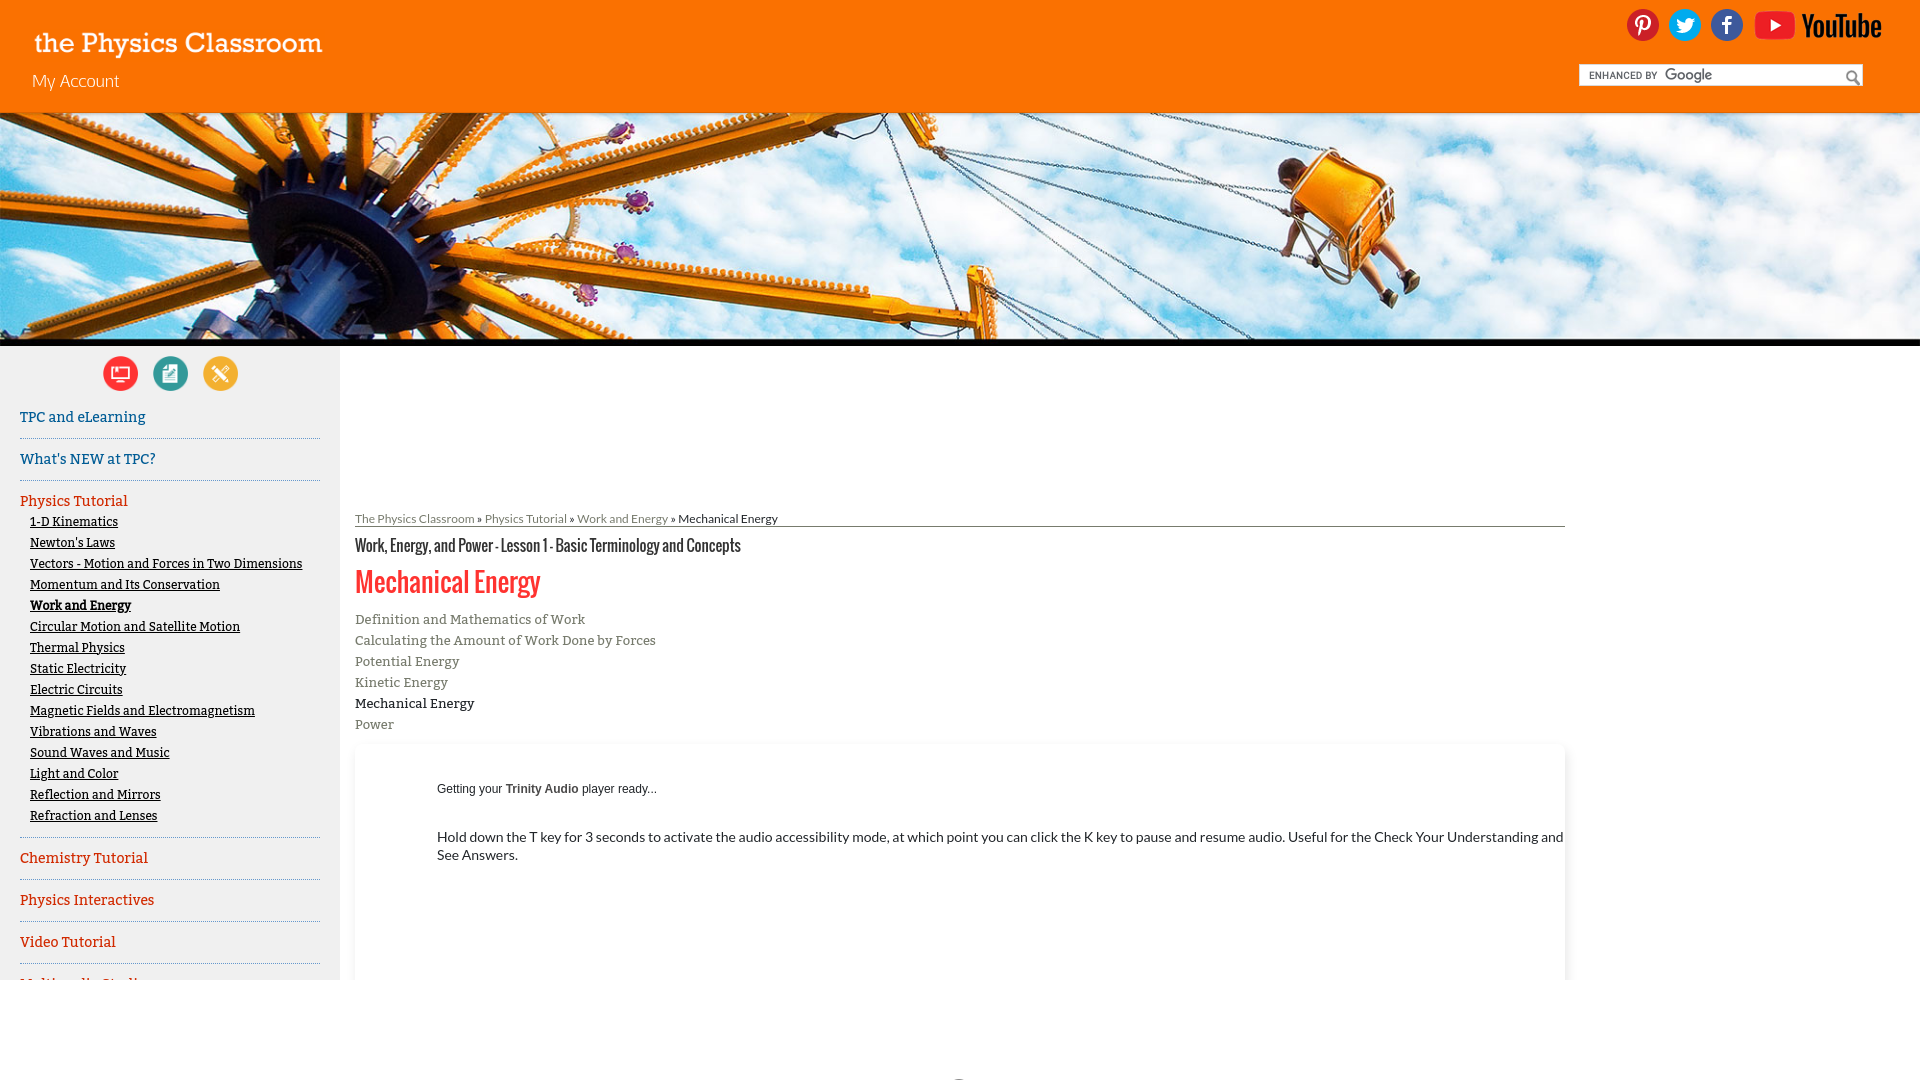 the Physics Classroom
My Account
YouTube
ENHANCED BY Google
TPC and eLearning
What's NEW at TPC?
Physics Tutorial
1-D Kinematics
Newton's Laws
Vectors - Motion and Forces in Two Dimensions
Momentum and Its Conservation
Work and Energy
Circular Motion and Satellite Motion
Thermal Physics
Static Electricity
Electric Circuits
Magnetic Fields and Electromagnetism
Vibrations and Waves
Sound Waves and Music
Light and Color
Reflection and Mirrors
Refraction and Lenses
Chemistry Tutorial
Physics Interactives
Video Tutorial
The Physics Classroom » Physics Tutorial » Work and Energy » Mechanical Energy
Work, Energy, and Power - Lesson 1 - Basic Terminology and Concepts
Mechanical Energy
Definition and Mathematics of Work
Calculating the Amount of Work Done by Forces
Potential Energy
Kinetic Energy
Mechanical Energy
Power
Getting your Trinity Audio player ready...
Hold down the T key for 3 seconds to activate the audio accessibility mode, at which point you can click the K key to pause and resume audio. Useful for the Check Your Understanding and
See Answers.